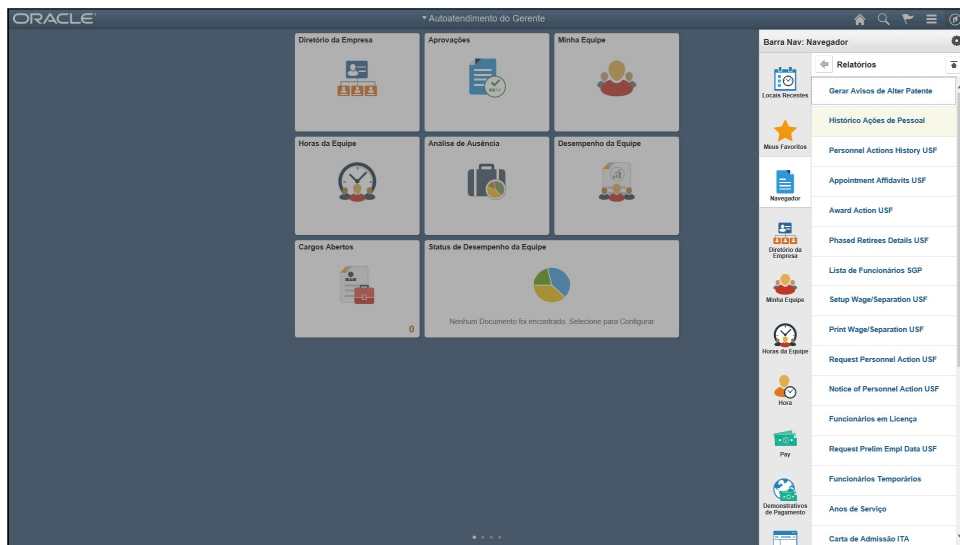 ORACLE
Autoatendimento do Gerente
Diretório da Empresa
Aprovações
Minha Equipe
Horas da Equipe
Análise de Ausência
Desempenho da Equipe
Cargos Abertos
0
Status de Desempenho da Equipe
Nenhum Documento foi encontrado. Selecione para Configurar
Barra Nav: Navegador
Locais Recentes
Meus Favoritos
Navegador
Diretório da
Empresa
Minha Equipe
Horas da Equipe
Hora
Pay
Demonstrativos
de Pagamento
Relatórios
Gerar Avisos de Alter Patente
Histórico Ações de Pessoal
Personnel Actions History USF
Appointment Affidavits USF
Award Action USF
Phased Retirees Details USF
Lista de Funcionários SGP
Setup Wage/Separation USF
Print Wage/Separation USF
Request Personnel Action USF
Notice of Personnel Action USF
Funcionários em Licença
Request Prelim Empl Data USF
Funcionários Temporários
Anos de Serviço
Carta de Admissão ITA